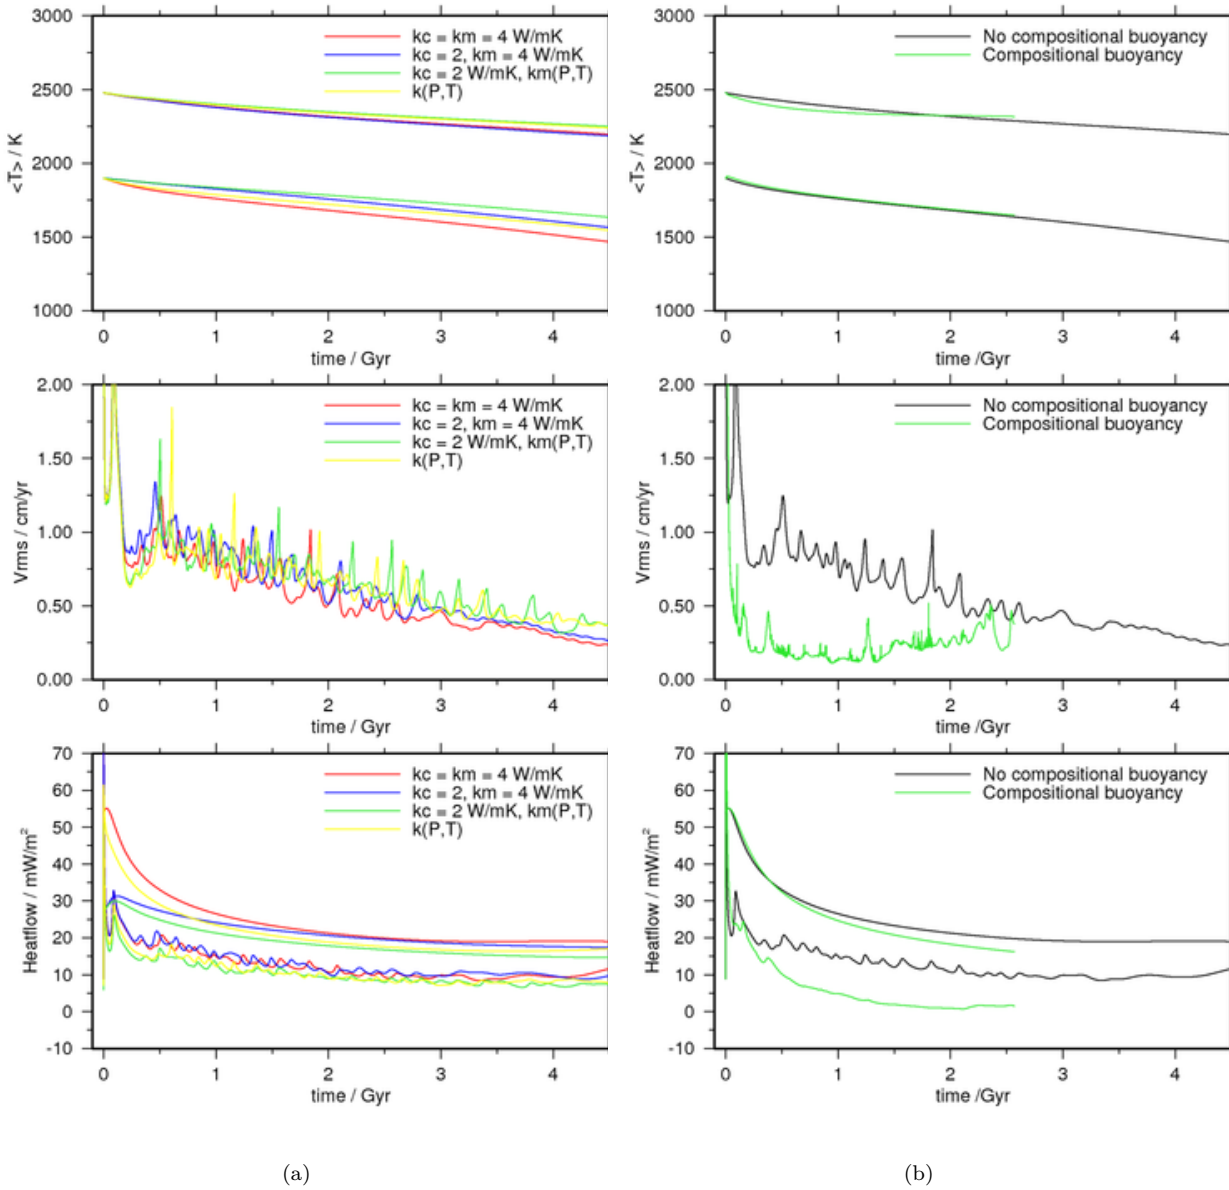 3000
2500
2000
1500
1000
<T> / K
kc = km = 4 W/mK
kc = 2, km = 4 W/mK
kc = 2 W/mK, km(P,T)
k(P,T)
0 1 2 3 4
time / Gyr
3000
2500
2000
1500
1000
<T> / K
No compositional buoyancy
Compositional buoyancy
0 1 2 3 4
time /Gyr
2.00
1.50
1.00
0.50
0.00
Vrms / cm/yr
kc = km = 4 W/mK
kc = 2, km = 4 W/mK
kc = 2 W/mK, km(P,T)
k(P,T)
0 1 2 3 4
time / Gyr
2.00
1.50
1.00
0.50
0.00
Vrms / cm/yr
No compositional buoyancy
Compositional buoyancy
0 1 2 3 4
time /Gyr
70
60
50
40
30
20
10
0
-10
Heatflow / mW/m²
kc = km = 4 W/mK
kc = 2, km = 4 W/mK
kc = 2 W/mK, km(P,T)
k(P,T)
0 1 2 3 4
time / Gyr
70
60
50
40
30
20
10
0
-10
Heatflow / mW/m²
No compositional buoyancy
Compositional buoyancy
0 1 2 3 4
time /Gyr
(a)
(b)